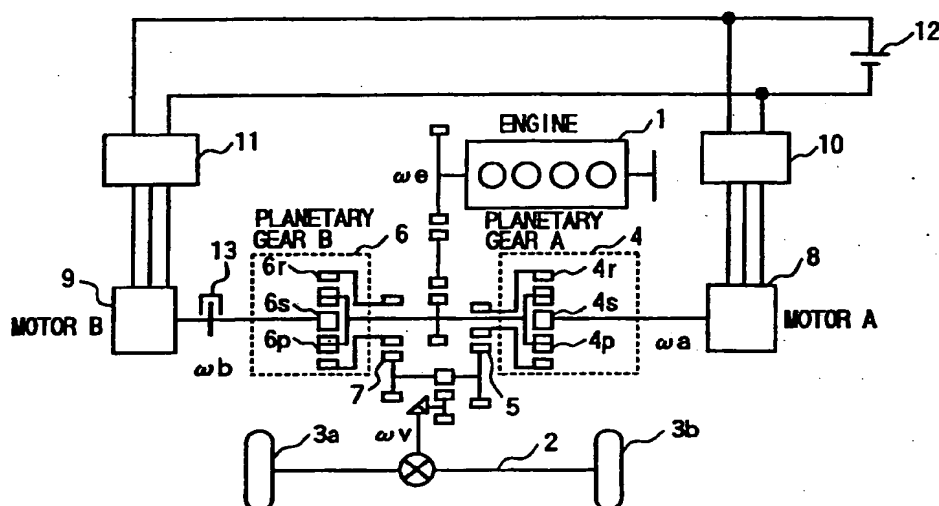 12
ENGINE
1
11
10
ωe
PLANETARY
GEAR B
6
PLANETARY
GEAR A
4
13
6r
4r
8
9
6s
4s
MOTOR B
MOTOR A
6p
4p
ωb
ωa
7
5
3a
ωv
2
3b